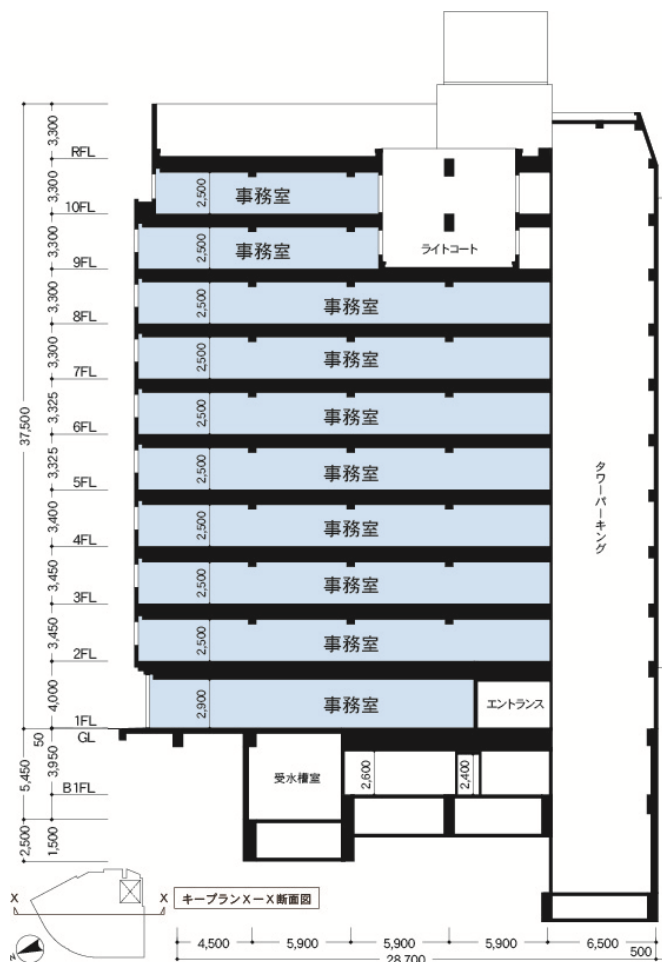 3,300
RFL
3,300
2,500
事務室
10FL
3,300
2,500
事務室
ライトコート
9FL
3,300
2,500
事務室
8FL
3,300
2,500
事務室
7FL
37,500
3,325
2,500
事務室
6FL
3,325
2,500
事務室
タワーパーキング
5FL
3,400
2,500
事務室
4FL
3,450
2,500
事務室
3FL
3,450
2,500
事務室
2FL
4,000
2,900
事務室
エントランス
1FL
50
GL
5,450
3,950
受水槽室
2,600
2,400
B1FL
2,500
1,500
X
X
キープランX－X断面図
N
4,500
5,900
5,900
5,900
6,500
28,700
500